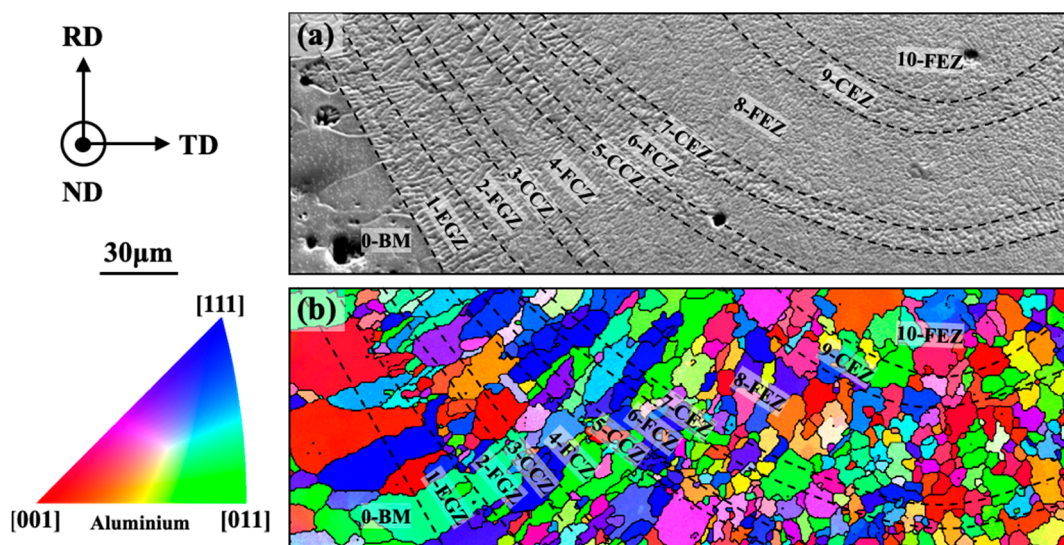 RD
TD
ND
30μm
[111]
[001]
Aluminium
[011]
(a)
0-BM
1-EGZ
2-FGZ
3-CCZ
4-FCZ
5-CCZ
6-FCZ
7-CEZ
8-FEZ
9-CEZ
10-FEZ
(b)
0-BM
1-EGZ
2-FGZ
3-CCZ
4-FCZ
5-CCZ
6-FCZ
7-CEZ
8-FEZ
9-CEZ
10-FEZ